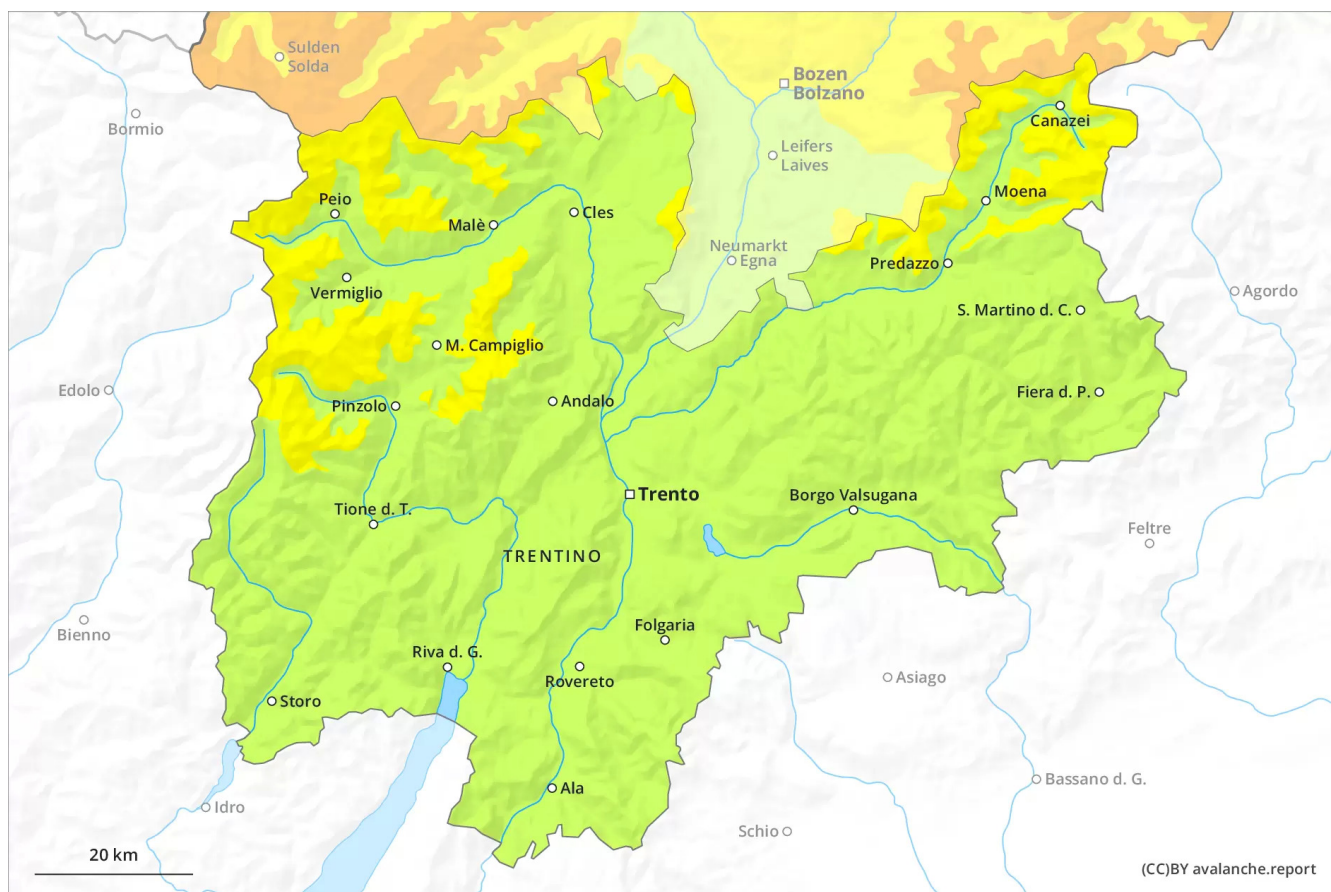 Sulden
Solda
Bozen
Bolzano
Bormio
Canazei
Leifers
Laives
Peio
Moena
Malè
Cles
Neumarkt
Egna
Predazzo
Vermiglio
Agordo
S. Martino d. C.
M. Campiglio
Edolo
Andalo
Fiera d. P.
Pinzolo
Trento
Borgo Valsugana
Tione d. T.
Feltre
TRENTINO
Bienno
Folgaria
Riva d. G.
Rovereto
Asiago
Storo
Bassano d. G.
Ala
Idro
Schio
20 km
(CC)BY avalanche.report